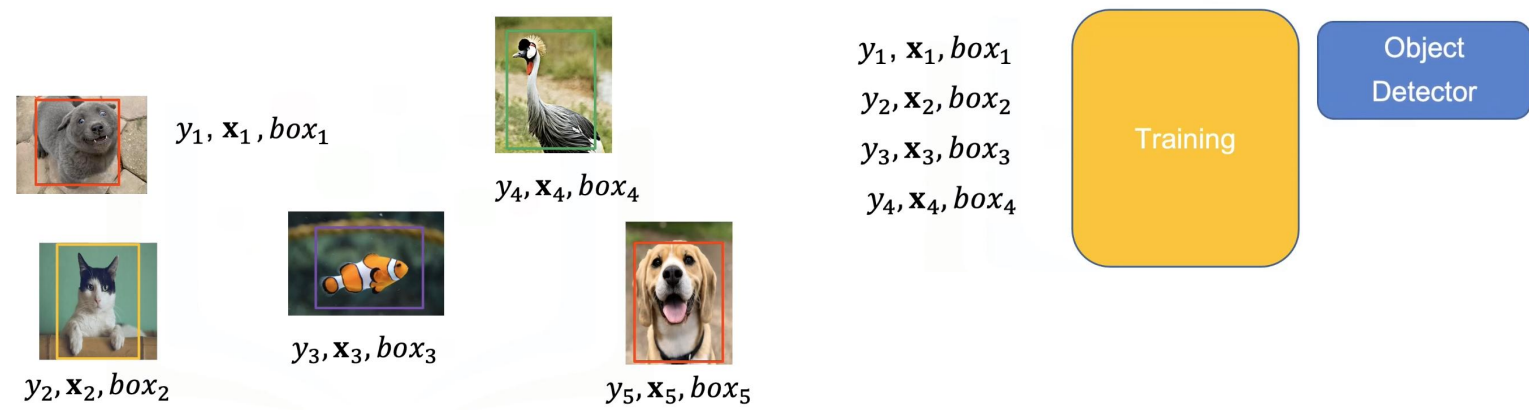 y₁, x₁, box₁
y₄, x₄, box₄
y₃, x₃, box₃
y₂, x₂, box₂
y₅, x₅, box₅
y₁, x₁, box₁
y₂, x₂, box₂
y₃, x₃, box₃
y₄, x₄, box₄
Training
Object
Detector